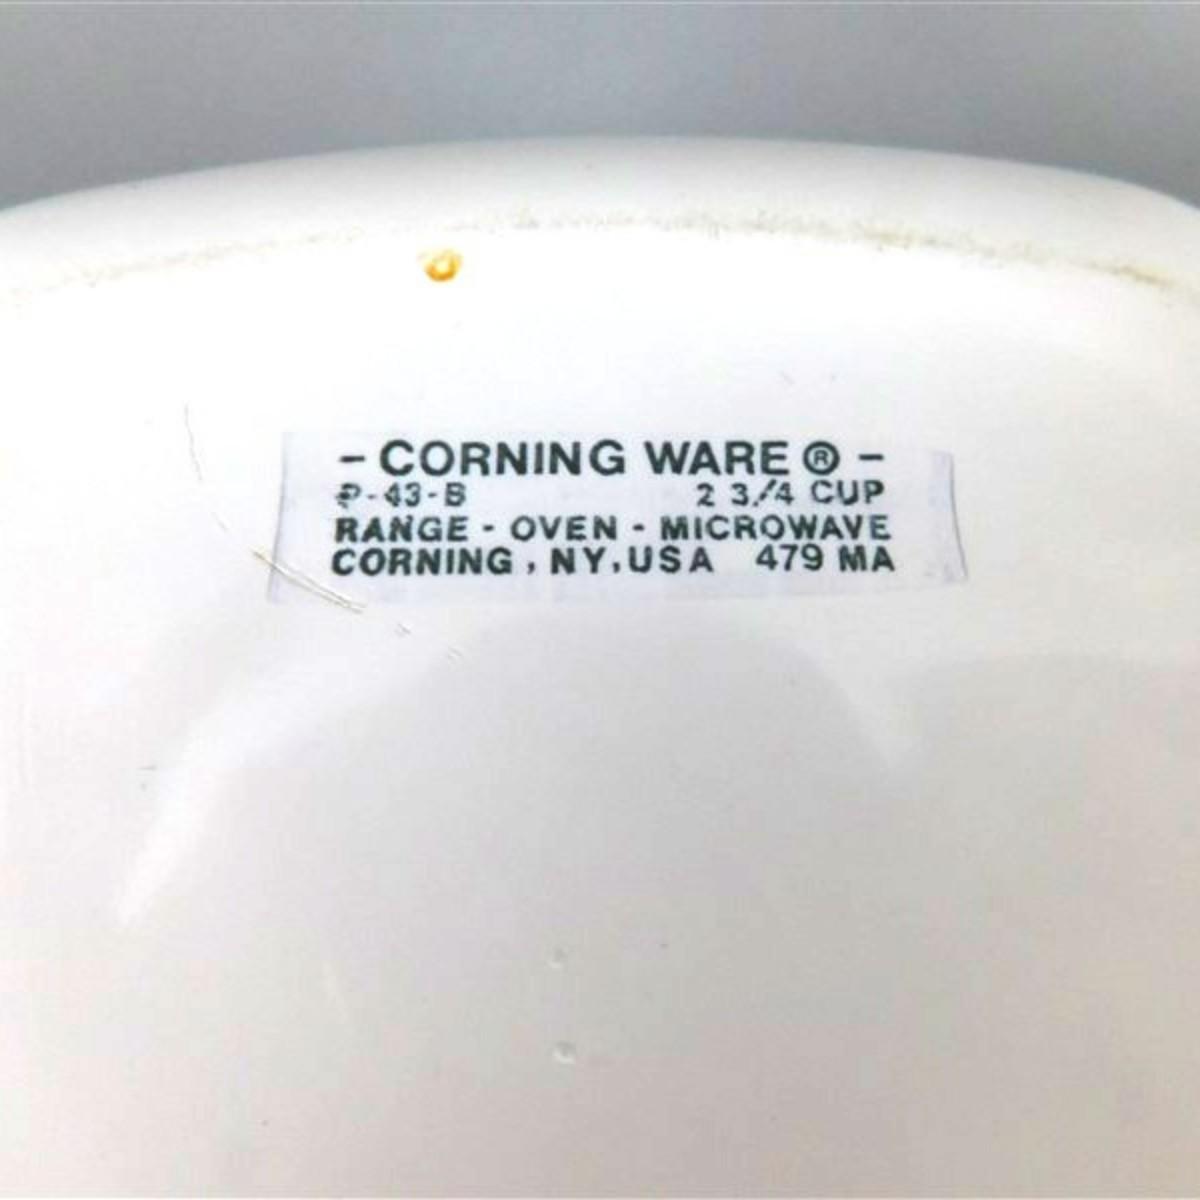 - CORNING WARE ® -
P-43-B 2 3/4 CUP
RANGE - OVEN - MICROWAVE
CORNING, NY, USA 479 MA